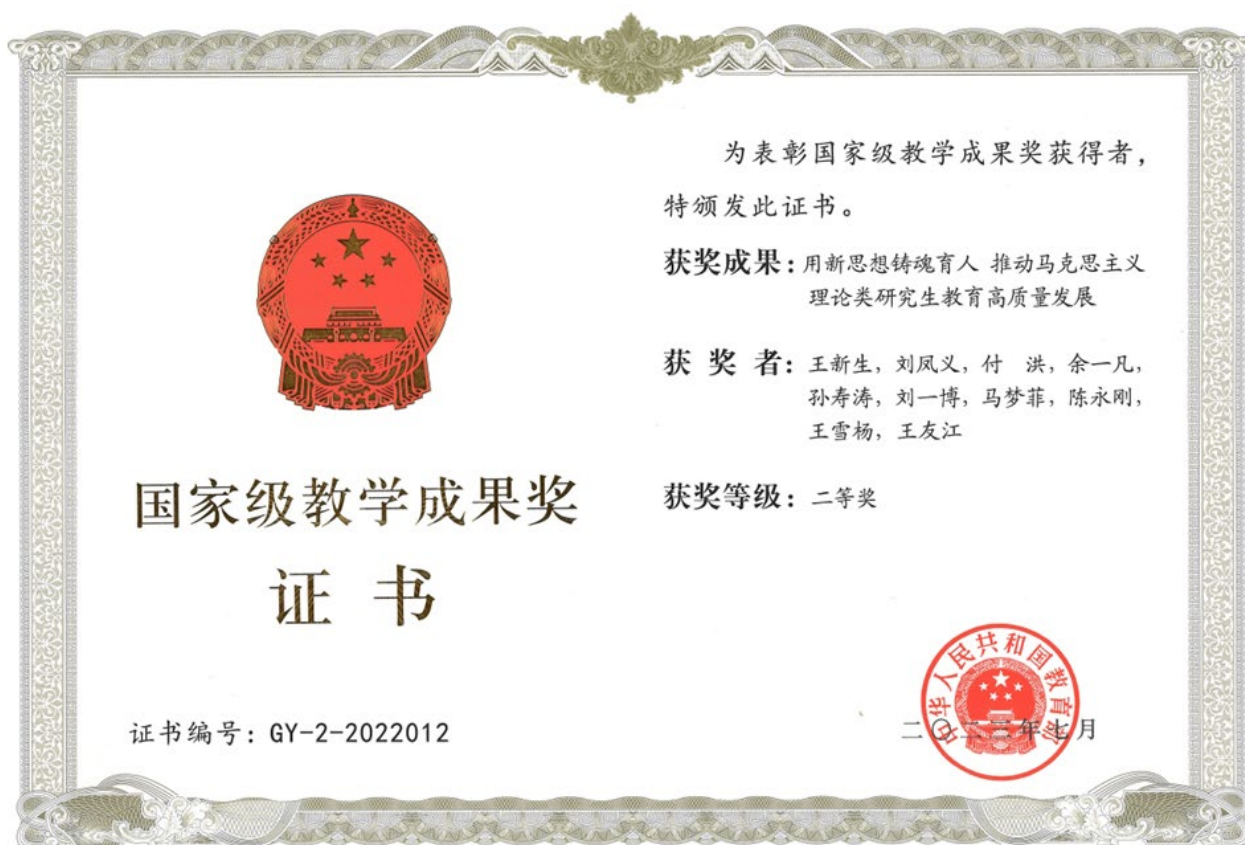 国家级教学成果奖
证书
证书编号：GY-2-2022012
为表彰国家级教学成果奖获得者，
特颁发此证书。
获奖成果：用新思想铸魂育人 推动马克思主义
理论类研究生教育高质量发展
获奖者：王新生，刘凤义，付 洪，余一凡，
孙寿涛，刘一博，马梦菲，陈永刚，
王雪杨，王友江
获奖等级：二等奖
中华人民共和国教育部
二〇二三年七月